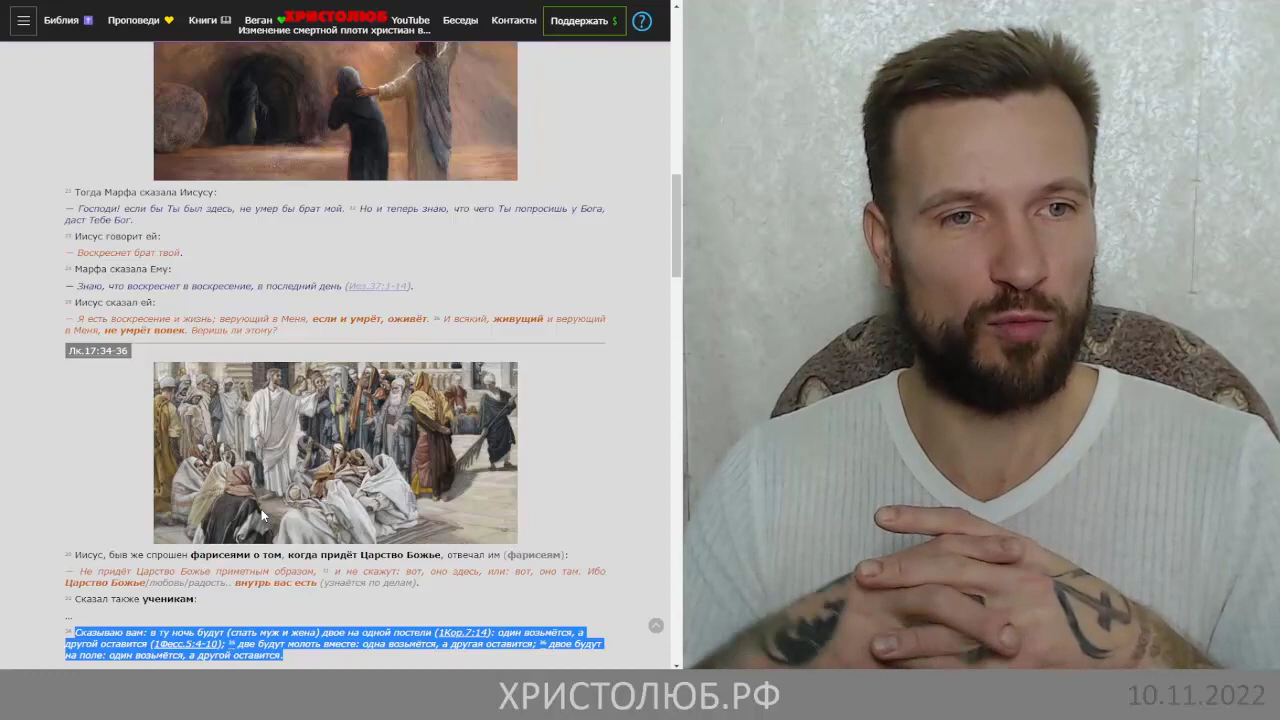 Библия Проповеди Книги Веган ХРИСТОЛЮБ YouTube Беседы Контакты Поддержать $ ?
Изменение смертной плоти христиан в...
Тогда Марфа сказала Иисусу:
— Господи! если бы Ты был здесь, не умер бы брат мой. Но и теперь знаю, что чего Ты попросишь у Бога,
даст Тебе Бог.
Иисус говорит ей:
— Воскреснет брат твой.
Марфа сказала Ему:
— Знаю, что воскреснет в воскресение, в последний день (Иез.37:1-14).
Иисус сказал ей:
— Я есть воскресение и жизнь; верующий в Меня, если и умрёт, оживёт. И всякий, живущий и верующий
в Меня, не умрёт вовек. Веришь ли этому?
Лк.17:34-36
Иисус, быв же спрошен фарисеями о том, когда придёт Царство Божье, отвечал им (фарисеям):
— Не придёт Царство Божье приметным образом, и не скажут: вот, оно здесь, или: вот, оно там. Ибо
Царство Божье/любовь/радость.. внутрь вас есть (узнаётся по делам).
Сказал также ученикам:
...
Сказываю вам: в ту ночь будут (спать муж и жена) двое на одной постели (1Кор.7:14): один возьмётся, а
другой оставится (1Фесс.5:4-10); две будут молоть вместе: одна возьмётся, а другая оставится; двое будут
на поле: один возьмётся, а другой оставится.
ХРИСТОЛЮБ.РФ
10.11.2022